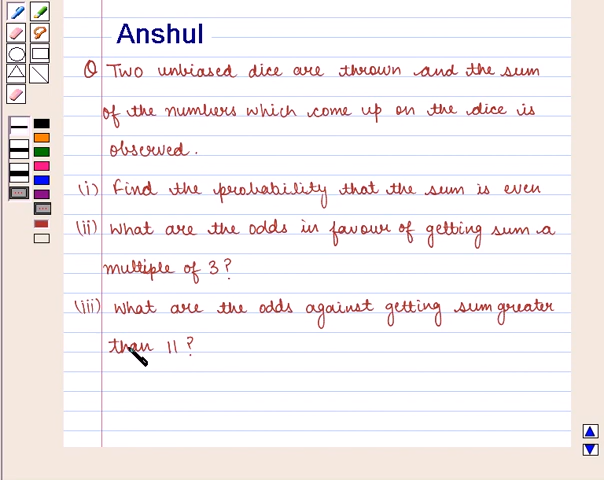 Anshul
Q Two unbiased dice are thrown and the sum
of the numbers which come up on the dice is
observed.
(i) Find the probability that the sum is even
(ii) What are the odds in favour of getting sum a
multiple of 3?
(iii) What are the odds against getting sum greater
than 11?